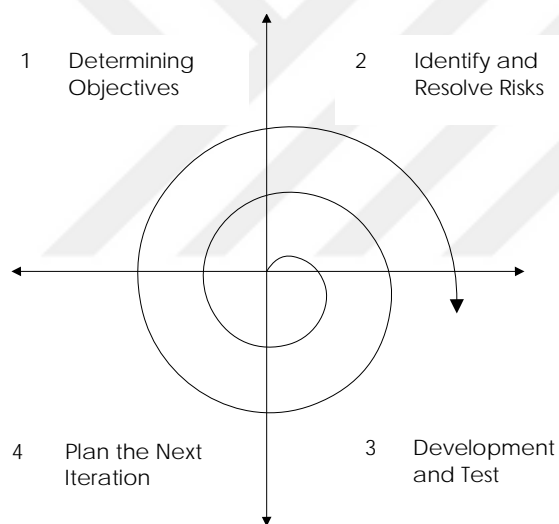 1 Determining
Objectives
2 Identify and
Resolve Risks
4 Plan the Next
Iteration
3 Development
and Test